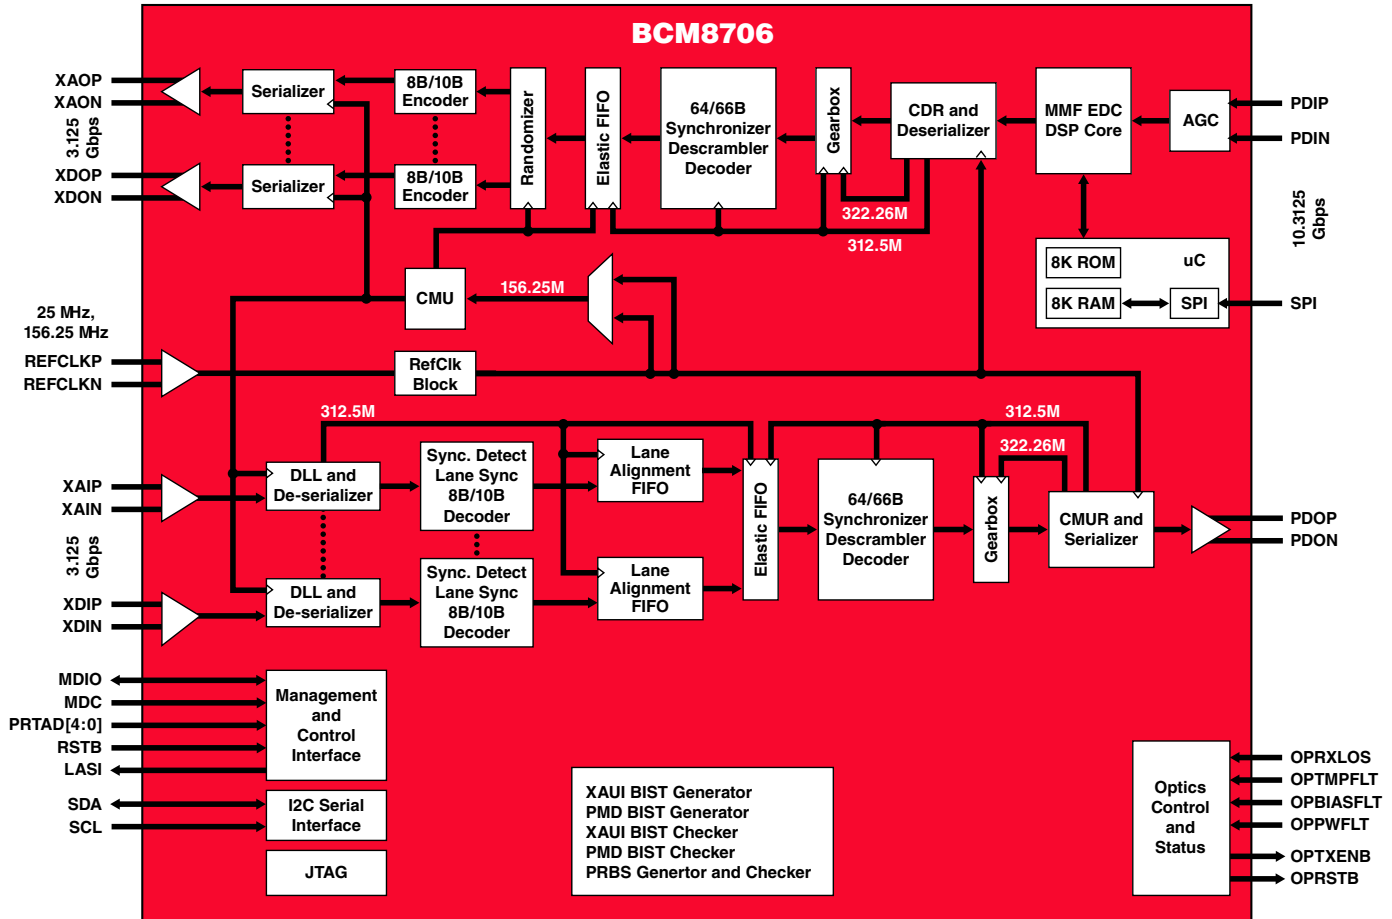 BCM8706
XAOP
XAON
3.125
Gbps
XDOP
XDON
Serializer
Serializer
8B/10B
Encoder
8B/10B
Encoder
Randomizer
Elastic FIFO
64/66B
Synchronizer
Descrambler
Decoder
Gearbox
CDR and
Deserializer
MMF EDC
DSP Core
AGC
PDIP
PDIN
10.3125
Gbps
322.26M
312.5M
8K ROM
uC
8K RAM
SPI
SPI
CMU
156.25M
25 MHz,
156.25 MHz
REFCLKP
REFCLKN
RefClk
Block
312.5M
312.5M
322.26M
XAIP
XAIN
3.125
Gbps
XDIP
XDIN
DLL and
De-serializer
DLL and
De-serializer
Sync. Detect
Lane Sync
8B/10B
Decoder
Sync. Detect
Lane Sync
8B/10B
Decoder
Lane
Alignment
FIFO
Lane
Alignment
FIFO
Elastic FIFO
64/66B
Synchronizer
Descrambler
Decoder
Gearbox
CMUR and
Serializer
PDOP
PDON
MDIO
MDC
PRTAD[4:0]
RSTB
LASI
Management
and
Control
Interface
SDA
SCL
I2C Serial
Interface
JTAG
XAUI BIST Generator
PMD BIST Generator
XAUI BIST Checker
PMD BIST Checker
PRBS Genertor and Checker
Optics
Control
and
Status
OPRXLOS
OPTMPFLT
OPBIASFLT
OPPWFLT
OPTXENB
OPRSTB